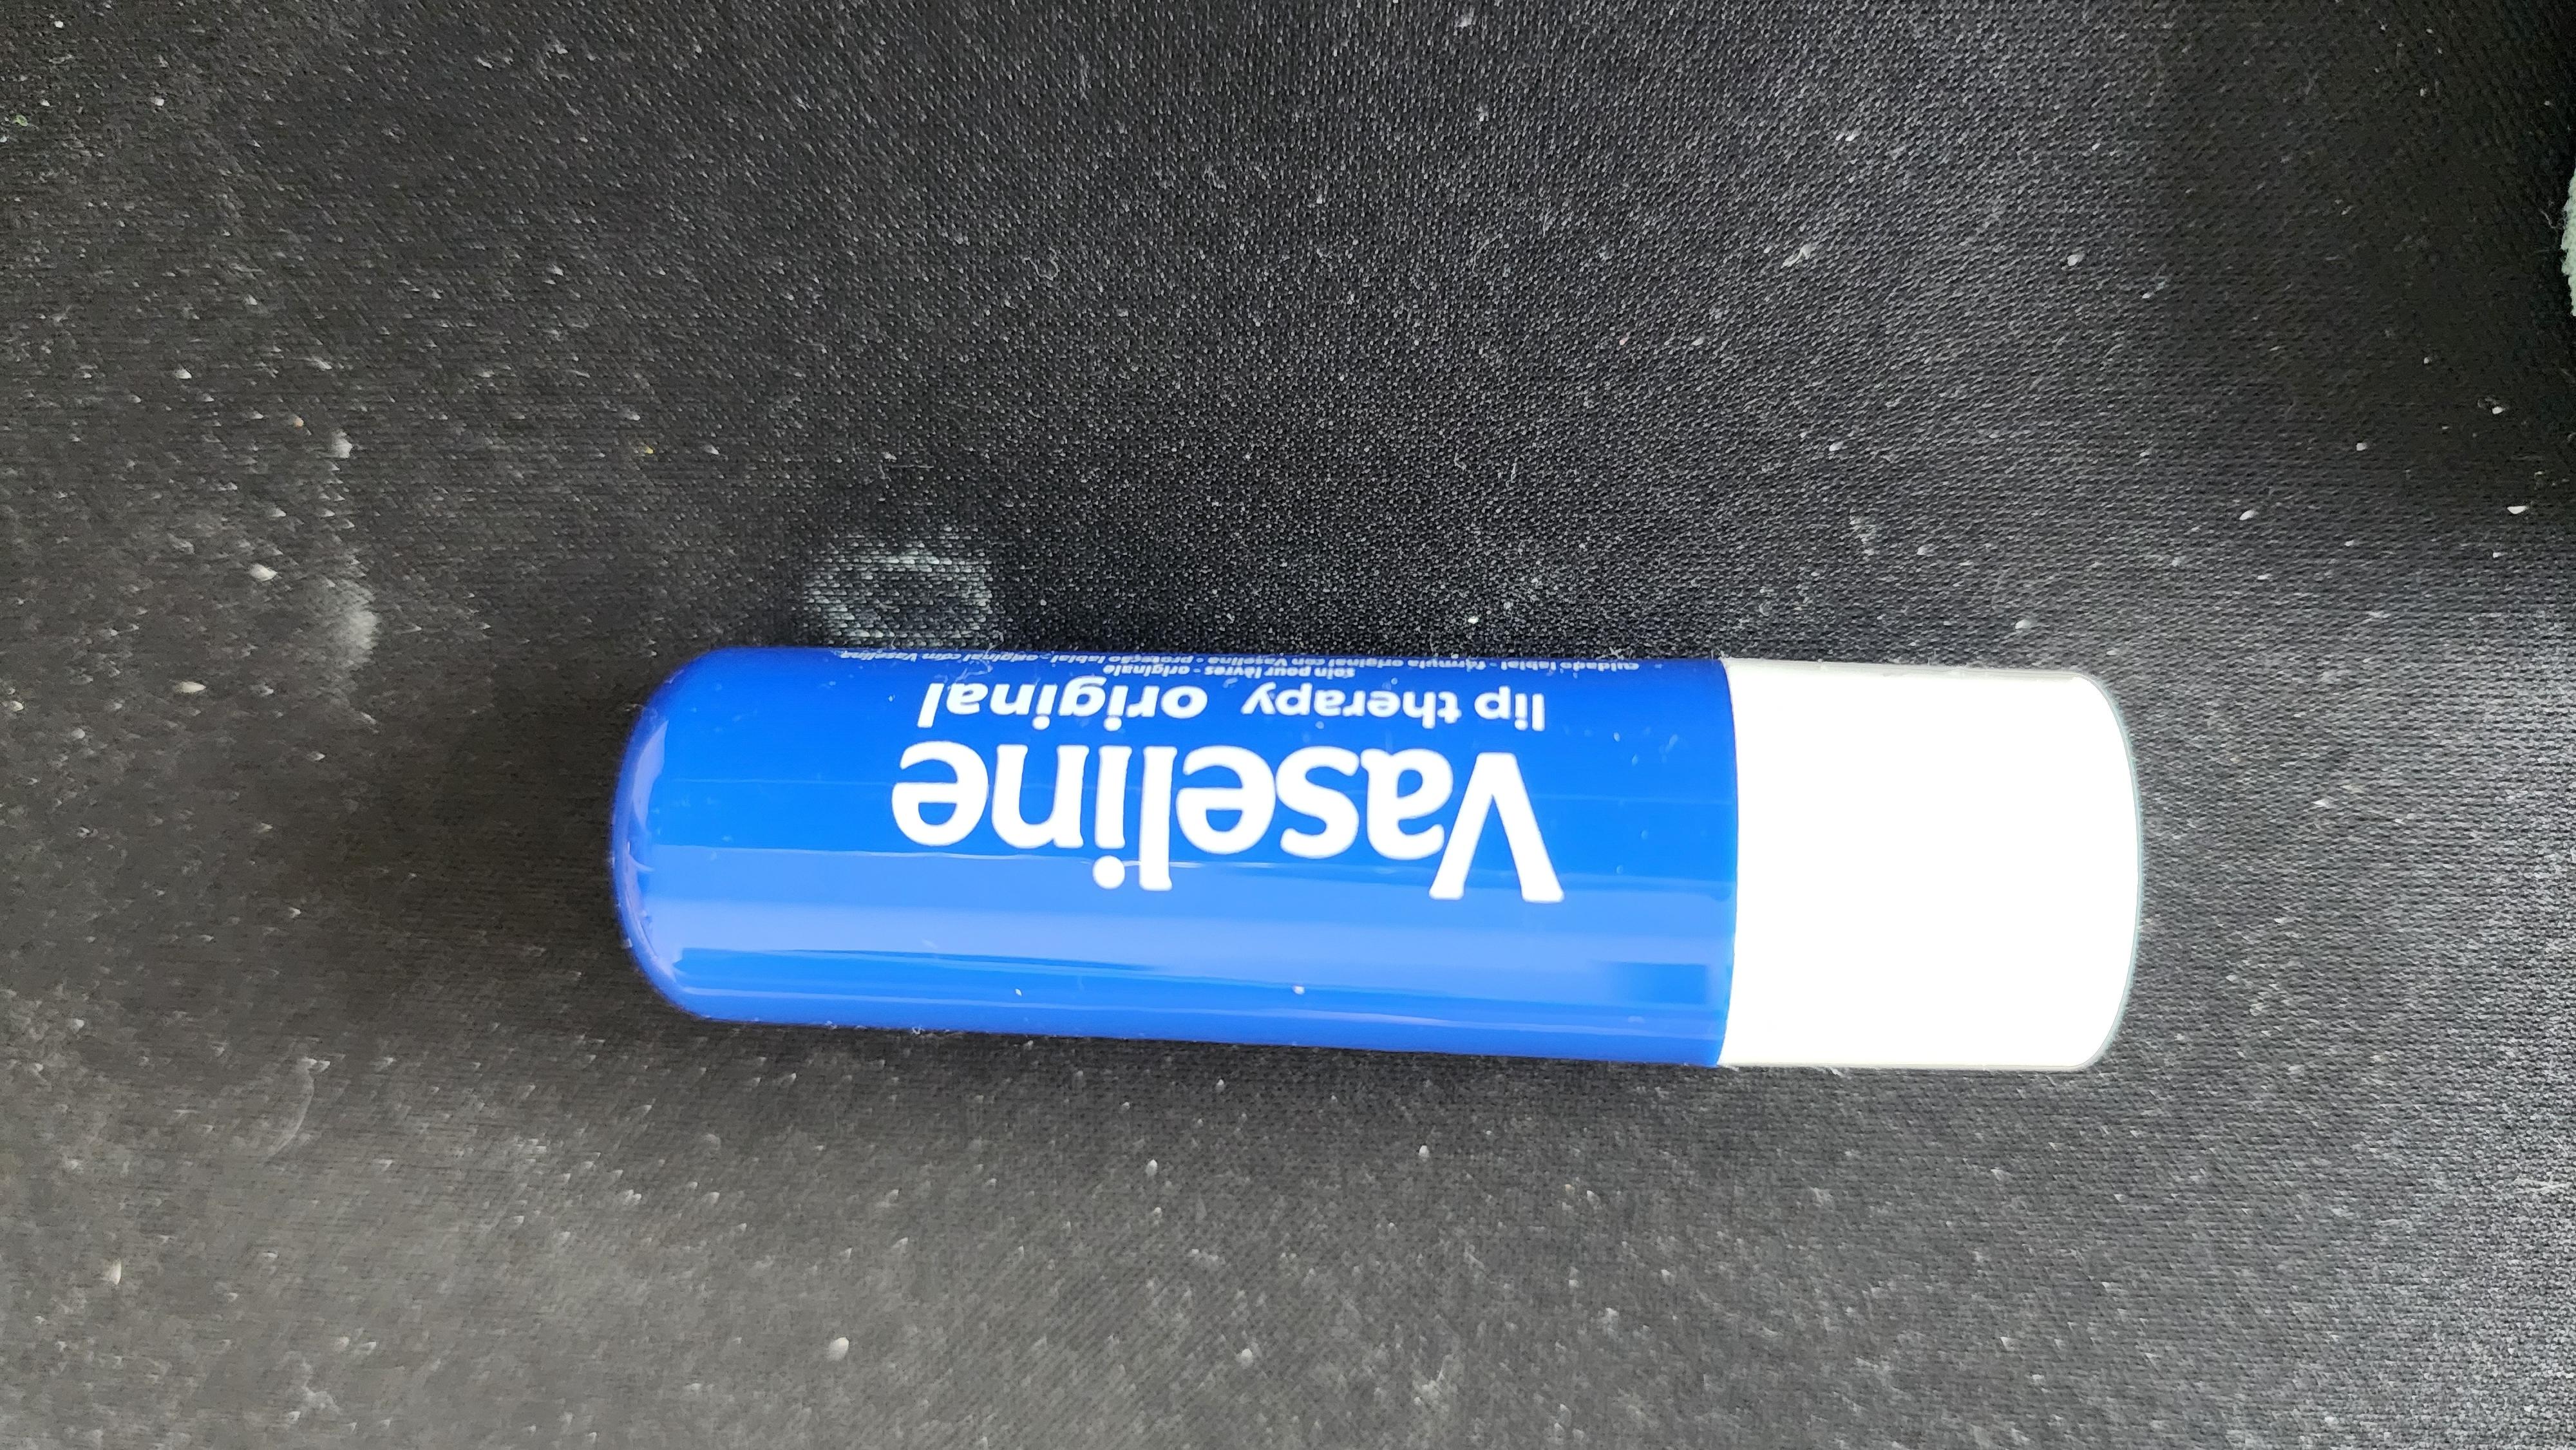 Vaseline
lip therapy original
soin pour lèvres - originale
cuidado labial - fórmula original con Vaselina - proteção labial - original com Vaselina